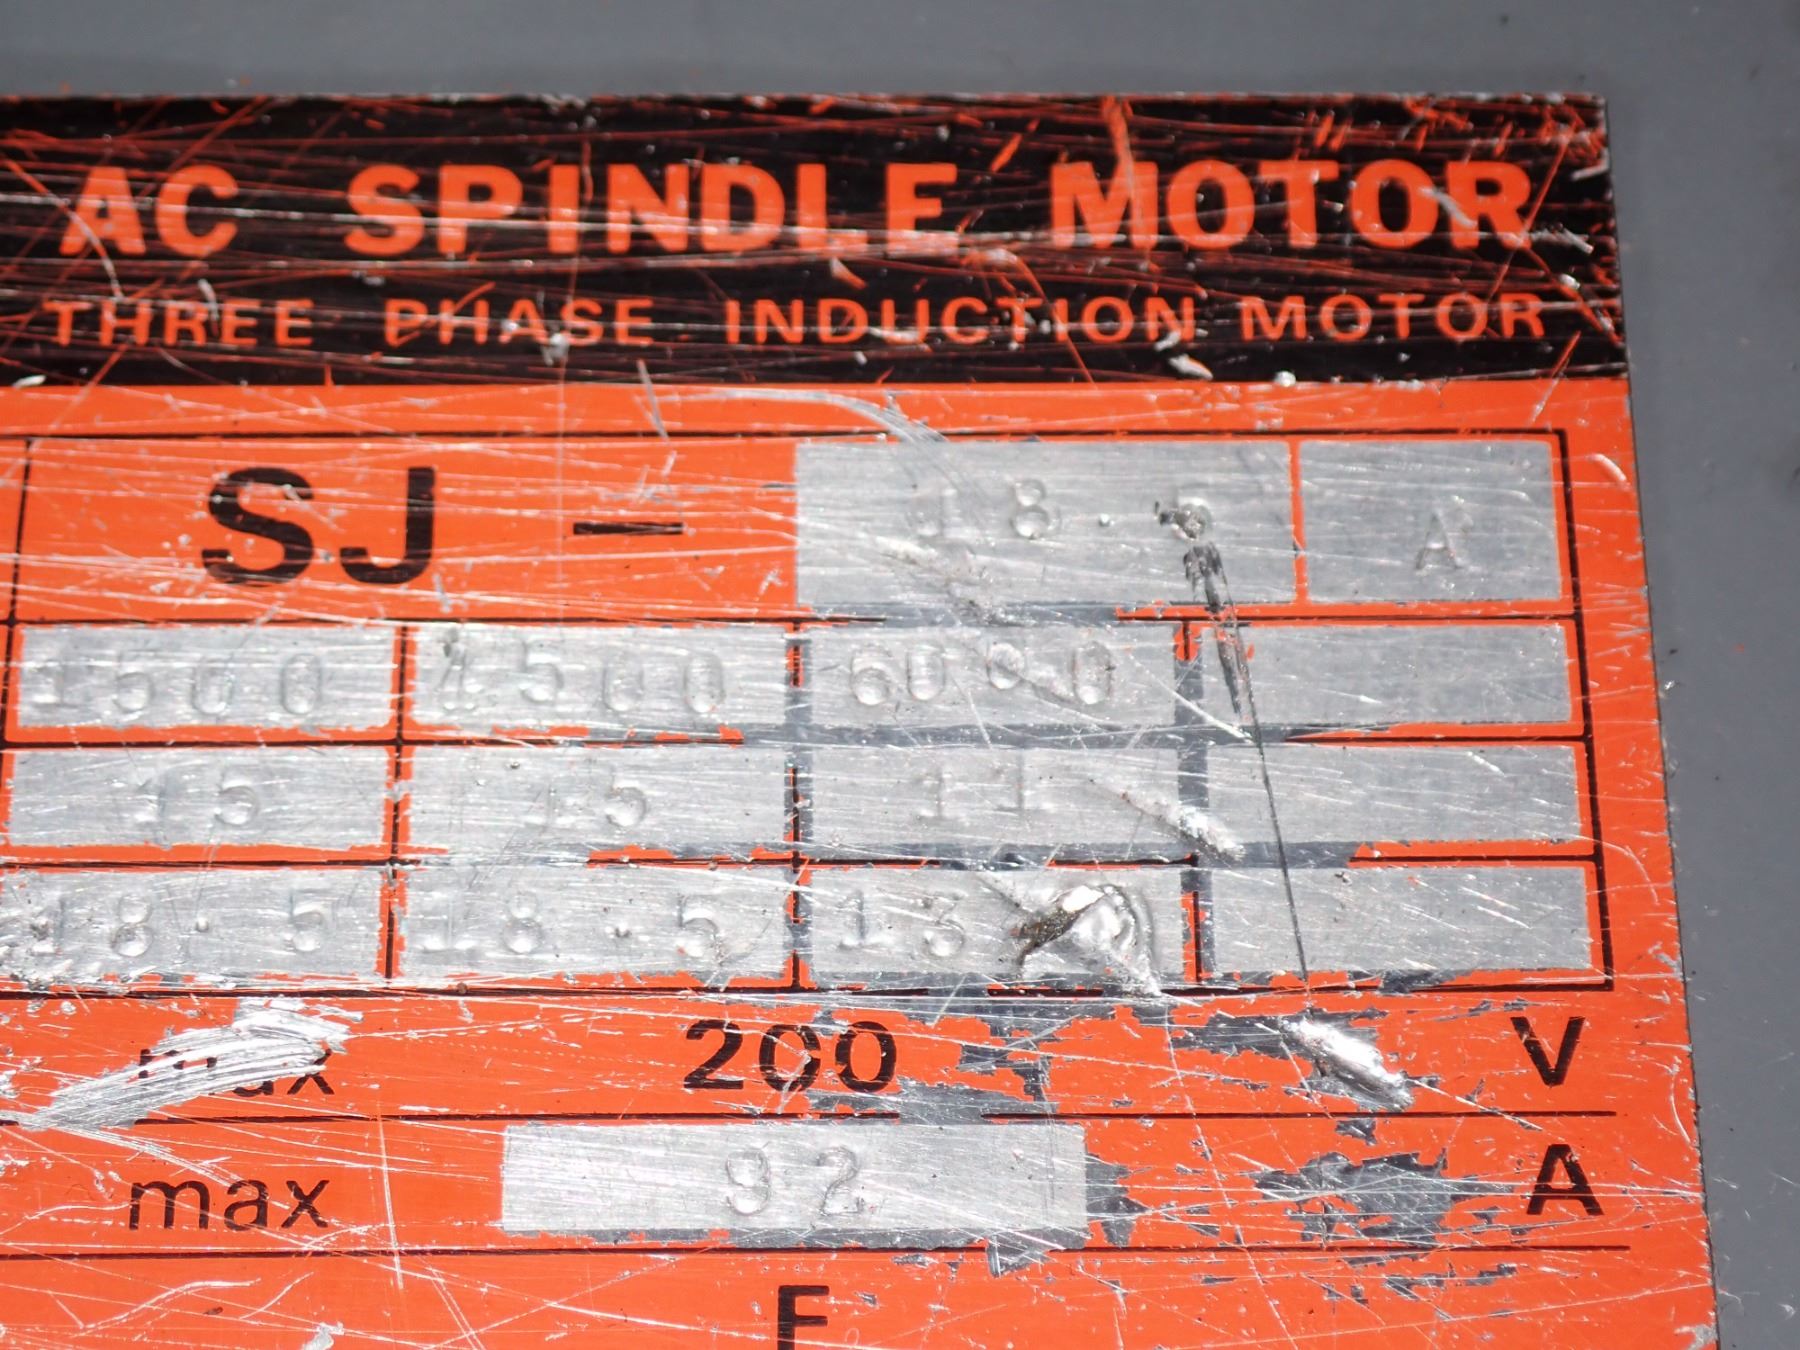 AC SPINDLE MOTOR
THREE PHASE INDUCTION MOTOR
SJ - 18.5 A
1500 4500 6000
15 15 11
18.5 18.5 13
max 200 V
max 92 A
F